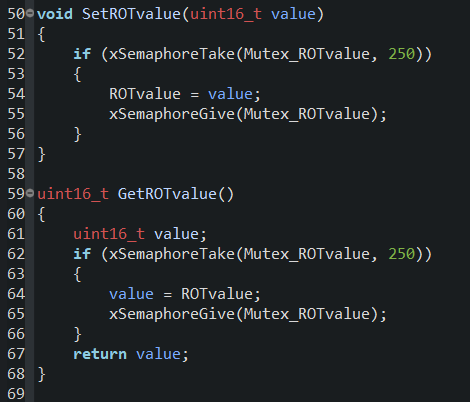 50 void SetROTvalue(uint16_t value)
51 {
52     if (xSemaphoreTake(Mutex_ROTvalue, 250))
53     {
54         ROTvalue = value;
55         xSemaphoreGive(Mutex_ROTvalue);
56     }
57 }
58
59 uint16_t GetROTvalue()
60 {
61     uint16_t value;
62     if (xSemaphoreTake(Mutex_ROTvalue, 250))
63     {
64         value = ROTvalue;
65         xSemaphoreGive(Mutex_ROTvalue);
66     }
67     return value;
68 }
69